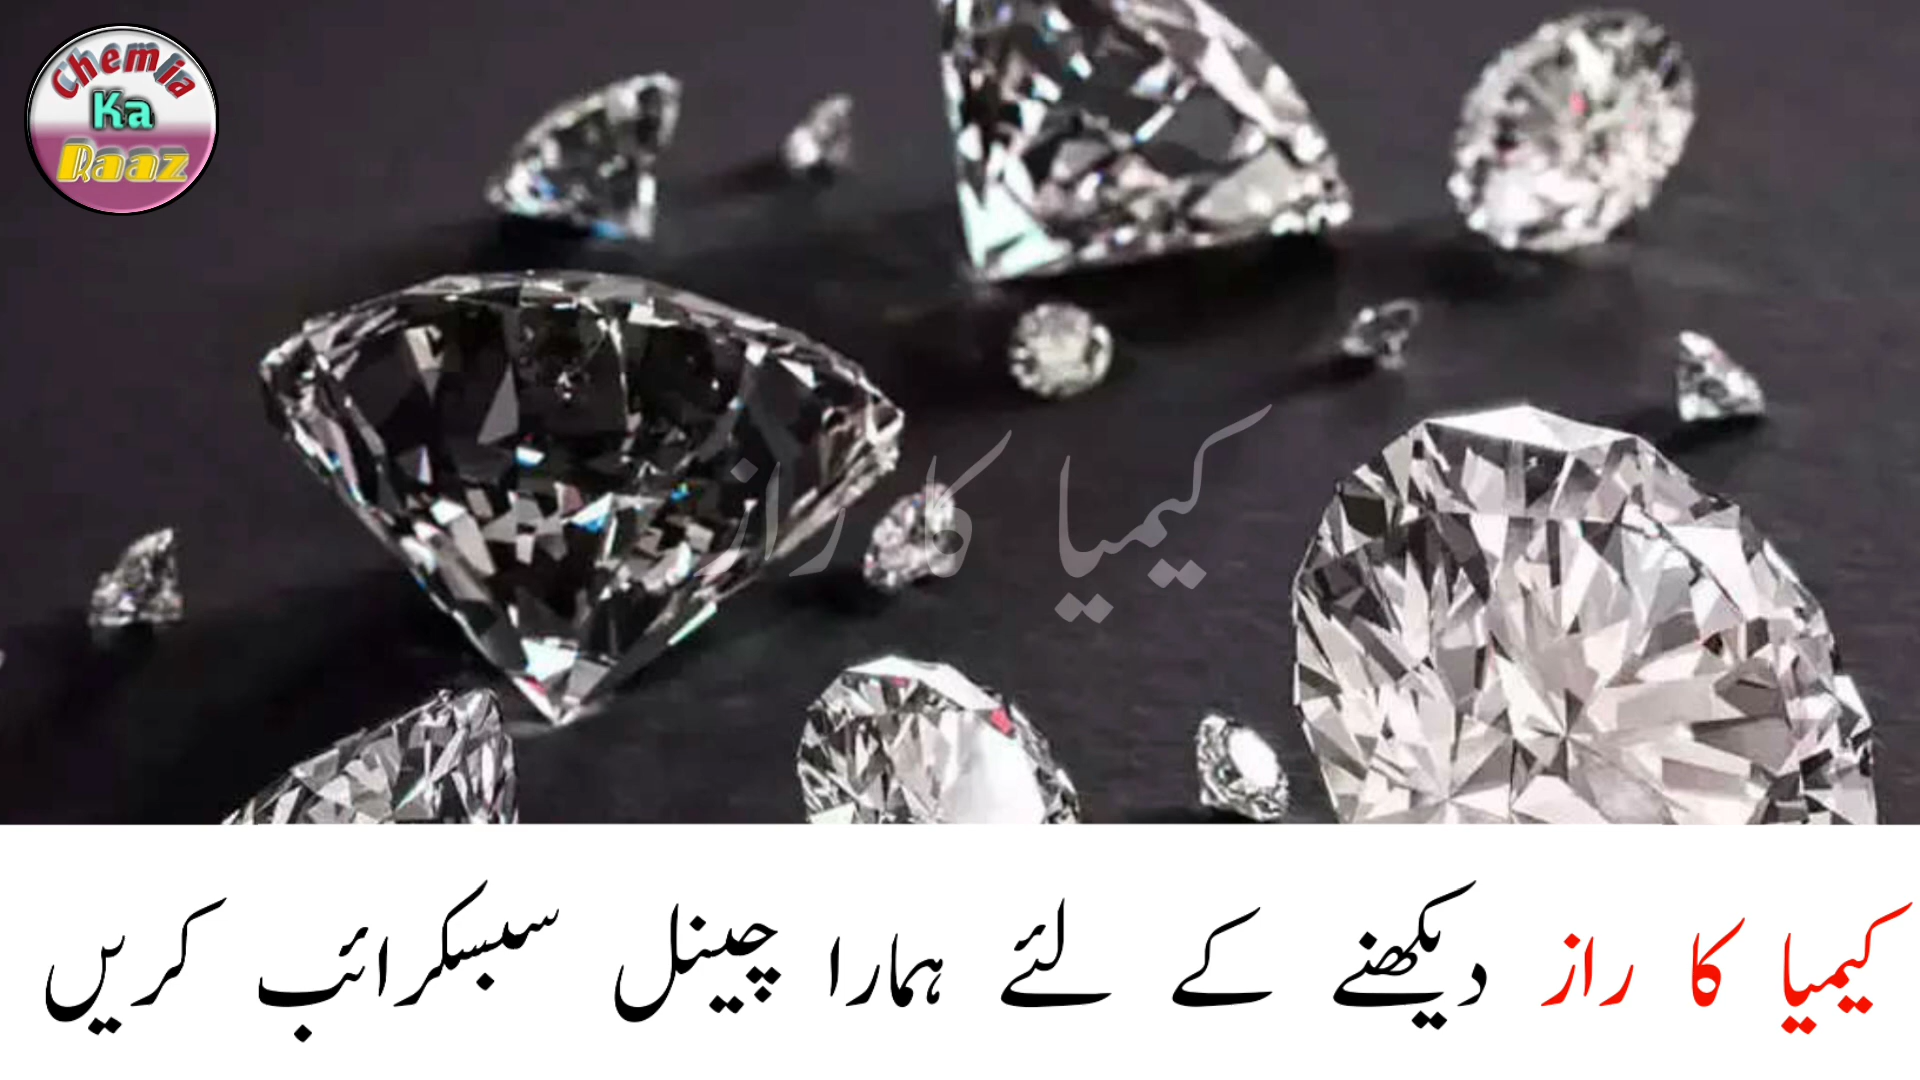 Chemia
Ka
Raaz
کیمیا کا راز
کیمیا کا راز دیکھنے کے لئے ہمارا چینل سبسکرائب کریں